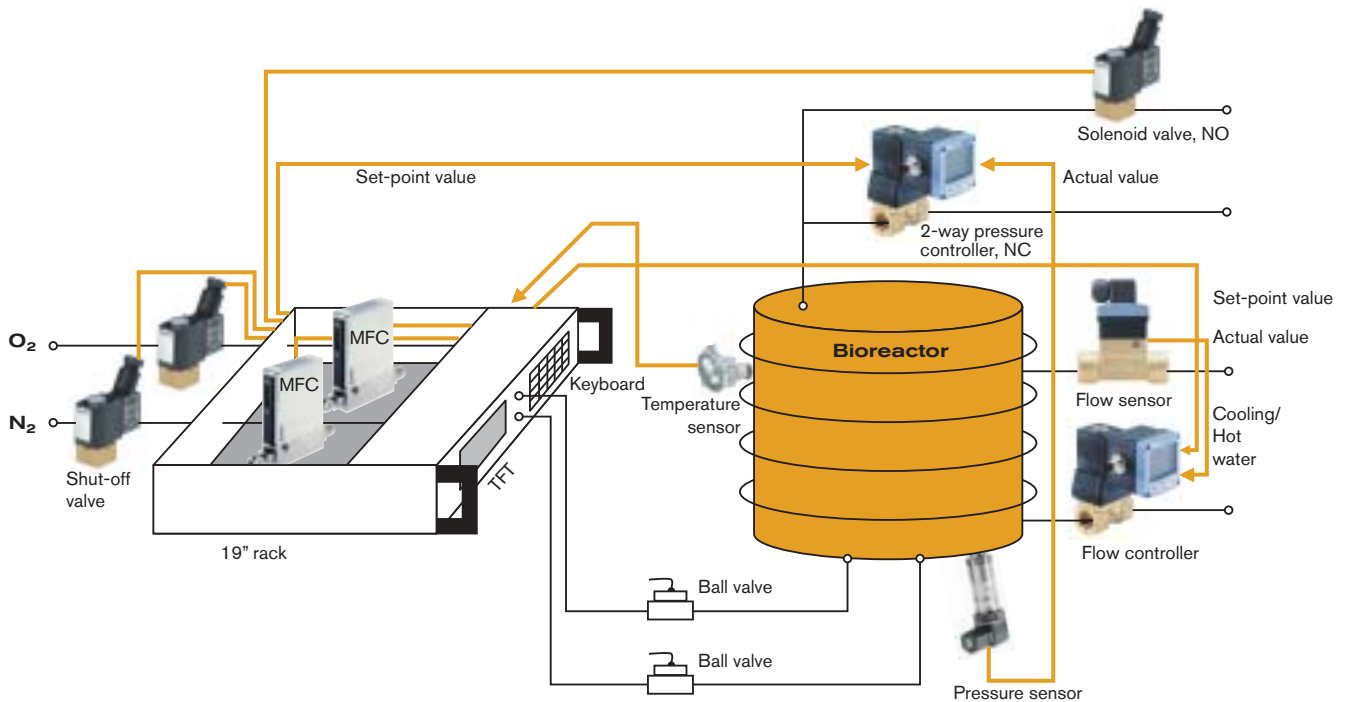 Solenoid valve, NO
Set-point value
Actual value
2-way pressure
controller, NC
Set-point value
O₂
MFC
Bioreactor
Actual value
MFC
Keyboard
Temperature
sensor
Flow sensor
N₂
Cooling/
Hot
water
Shut-off
valve
TFT
19" rack
Flow controller
Ball valve
Ball valve
Pressure sensor